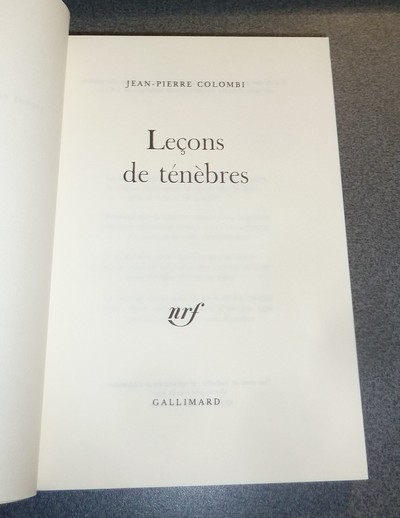 JEAN-PIERRE COLOMBI
Leçons
de ténèbres
nrf
GALLIMARD